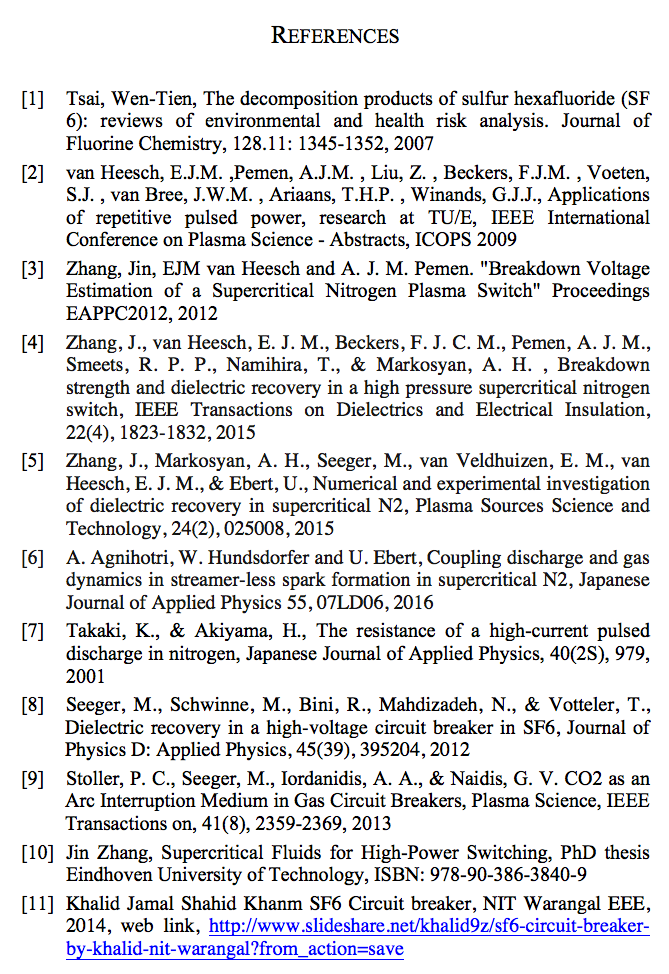 REFERENCES
[1] Tsai, Wen-Tien, The decomposition products of sulfur hexafluoride (SF
6): reviews of environmental and health risk analysis. Journal of
Fluorine Chemistry, 128.11: 1345-1352, 2007
[2] van Heesch, E.J.M. ,Pemen, A.J.M. , Liu, Z. , Beckers, F.J.M. , Voeten,
S.J. , van Bree, J.W.M. , Ariaans, T.H.P. , Winands, G.J.J., Applications
of repetitive pulsed power, research at TU/E, IEEE International
Conference on Plasma Science - Abstracts, ICOPS 2009
[3] Zhang, Jin, EJM van Heesch and A. J. M. Pemen. "Breakdown Voltage
Estimation of a Supercritical Nitrogen Plasma Switch" Proceedings
EAPPC2012, 2012
[4] Zhang, J., van Heesch, E. J. M., Beckers, F. J. C. M., Pemen, A. J. M.,
Smeets, R. P. P., Namihira, T., & Markosyan, A. H. , Breakdown
strength and dielectric recovery in a high pressure supercritical nitrogen
switch, IEEE Transactions on Dielectrics and Electrical Insulation,
22(4), 1823-1832, 2015
[5] Zhang, J., Markosyan, A. H., Seeger, M., van Veldhuizen, E. M., van
Heesch, E. J. M., & Ebert, U., Numerical and experimental investigation
of dielectric recovery in supercritical N2, Plasma Sources Science and
Technology, 24(2), 025008, 2015
[6] A. Agnihotri, W. Hundsdorfer and U. Ebert, Coupling discharge and gas
dynamics in streamer-less spark formation in supercritical N2, Japanese
Journal of Applied Physics 55, 07LD06, 2016
[7] Takaki, K., & Akiyama, H., The resistance of a high-current pulsed
discharge in nitrogen, Japanese Journal of Applied Physics, 40(2S), 979,
2001
[8] Seeger, M., Schwinne, M., Bini, R., Mahdizadeh, N., & Votteler, T.,
Dielectric recovery in a high-voltage circuit breaker in SF6, Journal of
Physics D: Applied Physics, 45(39), 395204, 2012
[9] Stoller, P. C., Seeger, M., Iordanidis, A. A., & Naidis, G. V. CO2 as an
Arc Interruption Medium in Gas Circuit Breakers, Plasma Science, IEEE
Transactions on, 41(8), 2359-2369, 2013
[10] Jin Zhang, Supercritical Fluids for High-Power Switching, PhD thesis
Eindhoven University of Technology, ISBN: 978-90-386-3840-9
[11] Khalid Jamal Shahid Khanm SF6 Circuit breaker, NIT Warangal EEE,
2014, web link, http://www.slideshare.net/khalid9z/sf6-circuit-breaker-
by-khalid-nit-warangal?from_action=save